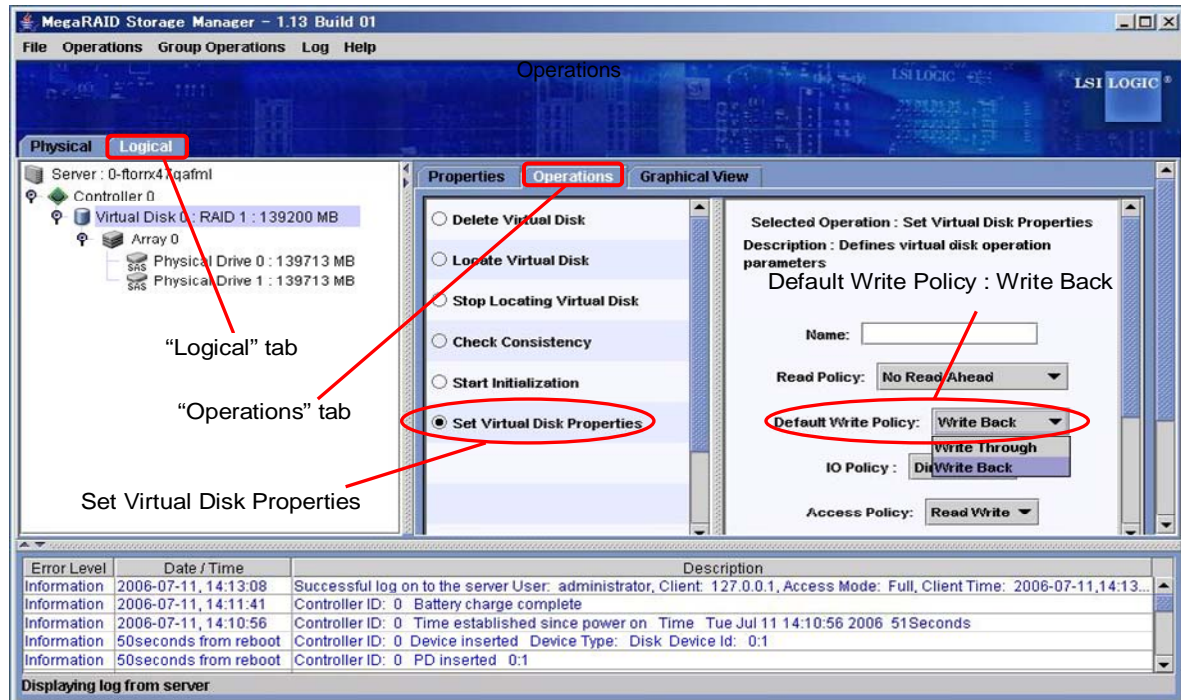 MegaRAID Storage Manager - 1.13 Build 01
File Operations Group Operations Log Help
Operations
LSI LOGIC
LSI LOGIC ®
Physical Logical
Server : 0-ftorrx47qafml
Controller 0
Virtual Disk 0 : RAID 1 : 139200 MB
Array 0
SAS Physical Drive 0 : 139713 MB
SAS Physical Drive 1 : 139713 MB
“Logical” tab
“Operations” tab
Set Virtual Disk Properties
Properties Operations Graphical View
Delete Virtual Disk
Locate Virtual Disk
Stop Locating Virtual Disk
Check Consistency
Start Initialization
Set Virtual Disk Properties
Selected Operation : Set Virtual Disk Properties
Description : Defines virtual disk operation
parameters
Default Write Policy : Write Back
Name:
Read Policy: No Read Ahead
Default Write Policy: Write Back
Write Through
IO Policy : Write Back
Access Policy: Read Write
Error Level Date / Time Description
Information 2006-07-11, 14:13:08 Successful log on to the server User: administrator, Client: 127.0.0.1, Access Mode: Full, Client Time: 2006-07-11,14:13...
Information 2006-07-11, 14:11:41 Controller ID: 0 Battery charge complete
Information 2006-07-11, 14:10:56 Controller ID: 0 Time established since power on Time Tue Jul 11 14:10:56 2006 51Seconds
Information 50seconds from reboot Controller ID: 0 Device inserted Device Type: Disk Device Id: 0:1
Information 50seconds from reboot Controller ID: 0 PD inserted 0:1
Displaying log from server